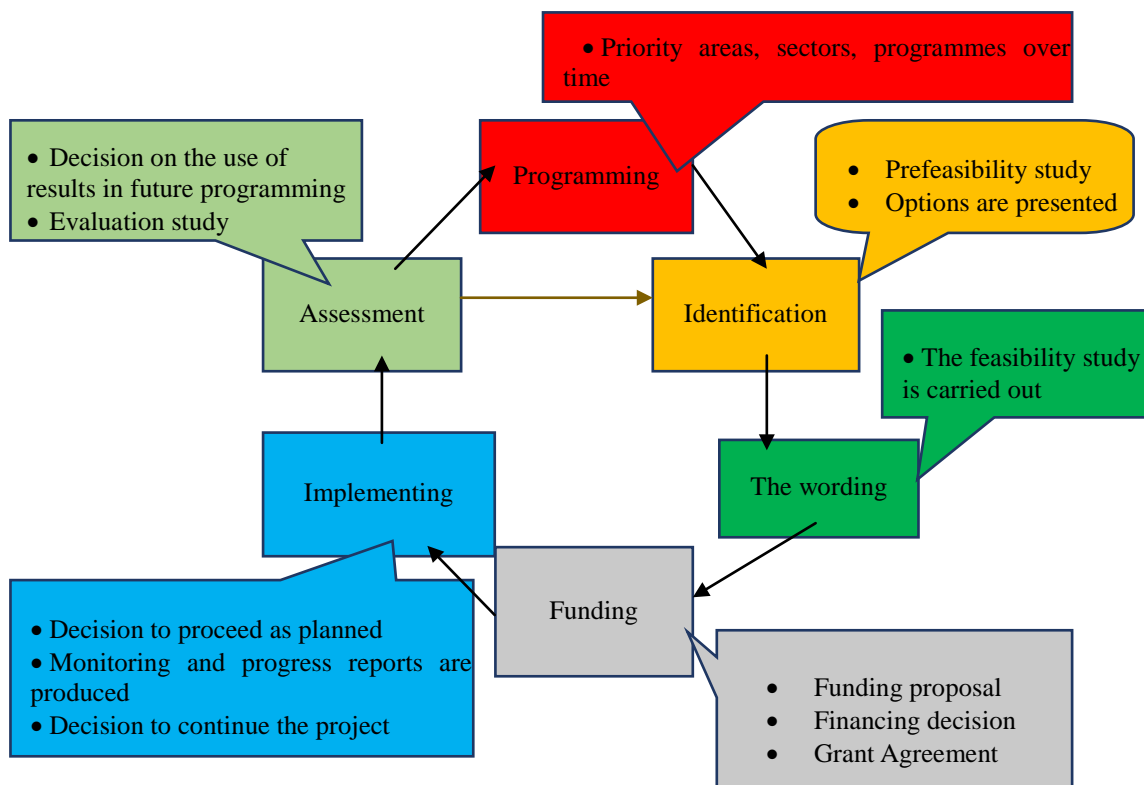 • Priority areas, sectors, programmes over
time
• Decision on the use of
results in future programming
• Evaluation study
Programming
• Prefeasibility study
• Options are presented
Assessment
Identification
• The feasibility study
is carried out
Implementing
The wording
Funding
• Decision to proceed as planned
• Monitoring and progress reports are
produced
• Decision to continue the project
• Funding proposal
• Financing decision
• Grant Agreement